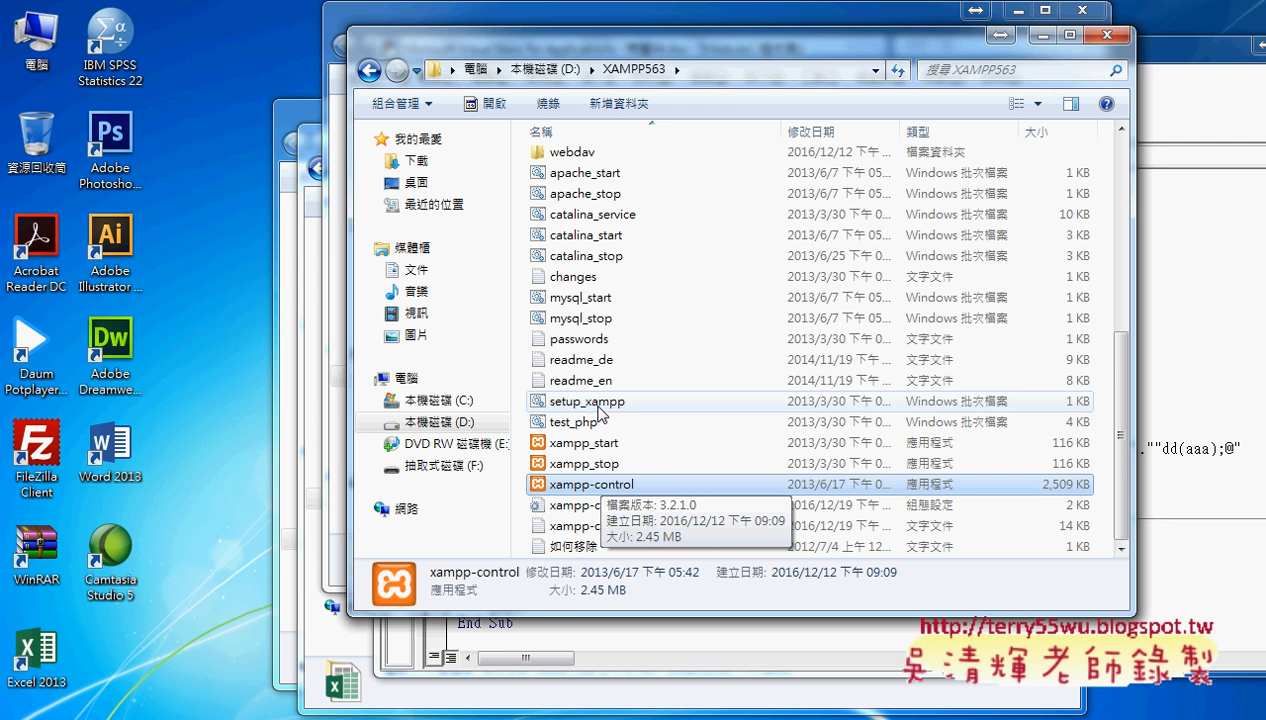 電腦
IBM SPSS
Statistics 22
資源回收筒
Adobe
Photosho...
Acrobat
Reader DC
Adobe
Illustrator ...
Daum
Potplayer...
Adobe
Dreamwe...
FileZilla
Client
Word 2013
WinRAR
Camtasia
Studio 5
Excel 2013
電腦 本機磁碟 (D:) XAMPP563
搜尋 XAMPP563
組合管理 開啟 燒錄 新增資料夾
我的最愛
下載
桌面
最近的位置
媒體櫃
文件
音樂
視訊
圖片
電腦
本機磁碟 (C:)
本機磁碟 (D:)
DVD RW 磁碟機 (E:
抽取式磁碟 (F:)
網路
名稱 修改日期 類型 大小
webdav 2016/12/12 下午 ... 檔案資料夾
apache_start 2013/6/7 下午 05... Windows 批次檔案 1 KB
apache_stop 2013/6/7 下午 05... Windows 批次檔案 1 KB
catalina_service 2013/3/30 下午 0... Windows 批次檔案 10 KB
catalina_start 2013/6/7 下午 05... Windows 批次檔案 3 KB
catalina_stop 2013/6/25 下午 0... Windows 批次檔案 3 KB
changes 2013/3/30 下午 0... 文字文件 1 KB
mysql_start 2013/6/7 下午 05... Windows 批次檔案 1 KB
mysql_stop 2013/6/7 下午 05... Windows 批次檔案 1 KB
passwords 2013/3/30 下午 0... 文字文件 1 KB
readme_de 2014/11/19 下午 ... 文字文件 9 KB
readme_en 2014/11/19 下午 ... 文字文件 8 KB
setup_xampp 2013/3/30 下午 0... Windows 批次檔案 1 KB
test_php 2013/3/30 下午 0... Windows 批次檔案 4 KB
xampp_start 2013/3/30 下午 0... 應用程式 116 KB
xampp_stop 2013/3/30 下午 0... 應用程式 116 KB
xampp-control 2013/6/17 下午 0... 應用程式 2,509 KB
xampp-c 2016/12/19 下午 ... 組態設定 2 KB
xampp-c 2016/12/19 下午 ... 文字文件 14 KB
如何移除 2012/7/4 上午 12... 文字文件 1 KB
檔案版本: 3.2.1.0
建立日期: 2016/12/12 下午 09:09
大小: 2.45 MB
xampp-control 修改日期: 2013/6/17 下午 05:42 建立日期: 2016/12/12 下午 09:09
應用程式 大小: 2.45 MB
.""dd(aaa);@"
End Sub
http://terry55wu.blogspot.tw
吳清輝老師錄製